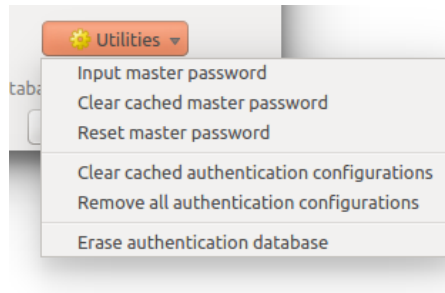 Utilities
Input master password
Clear cached master password
Reset master password
Clear cached authentication configurations
Remove all authentication configurations
Erase authentication database